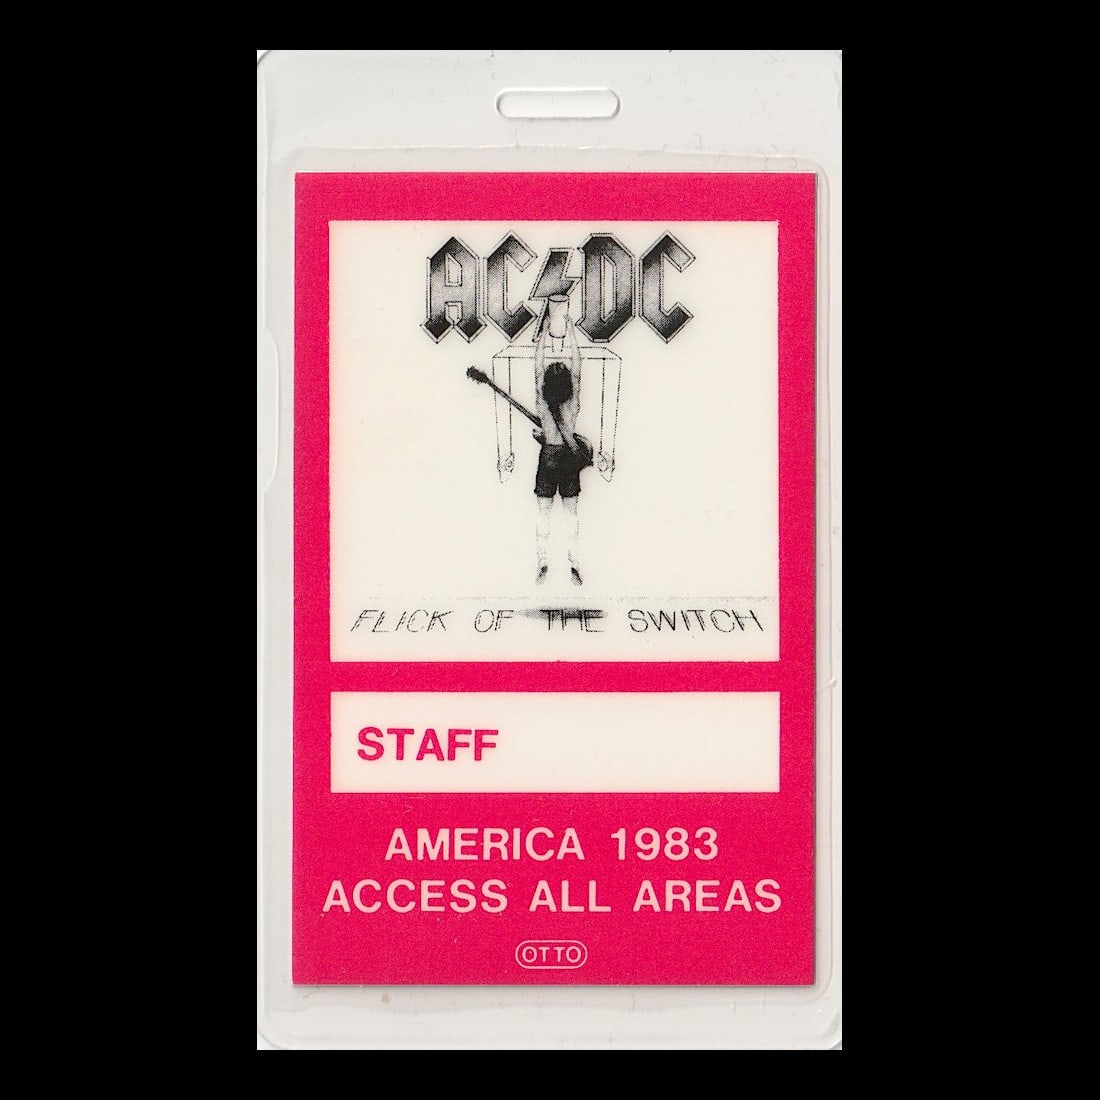 AC⚡DC
FLICK OF THE SWITCH
STAFF
AMERICA 1983
ACCESS ALL AREAS
OTTO